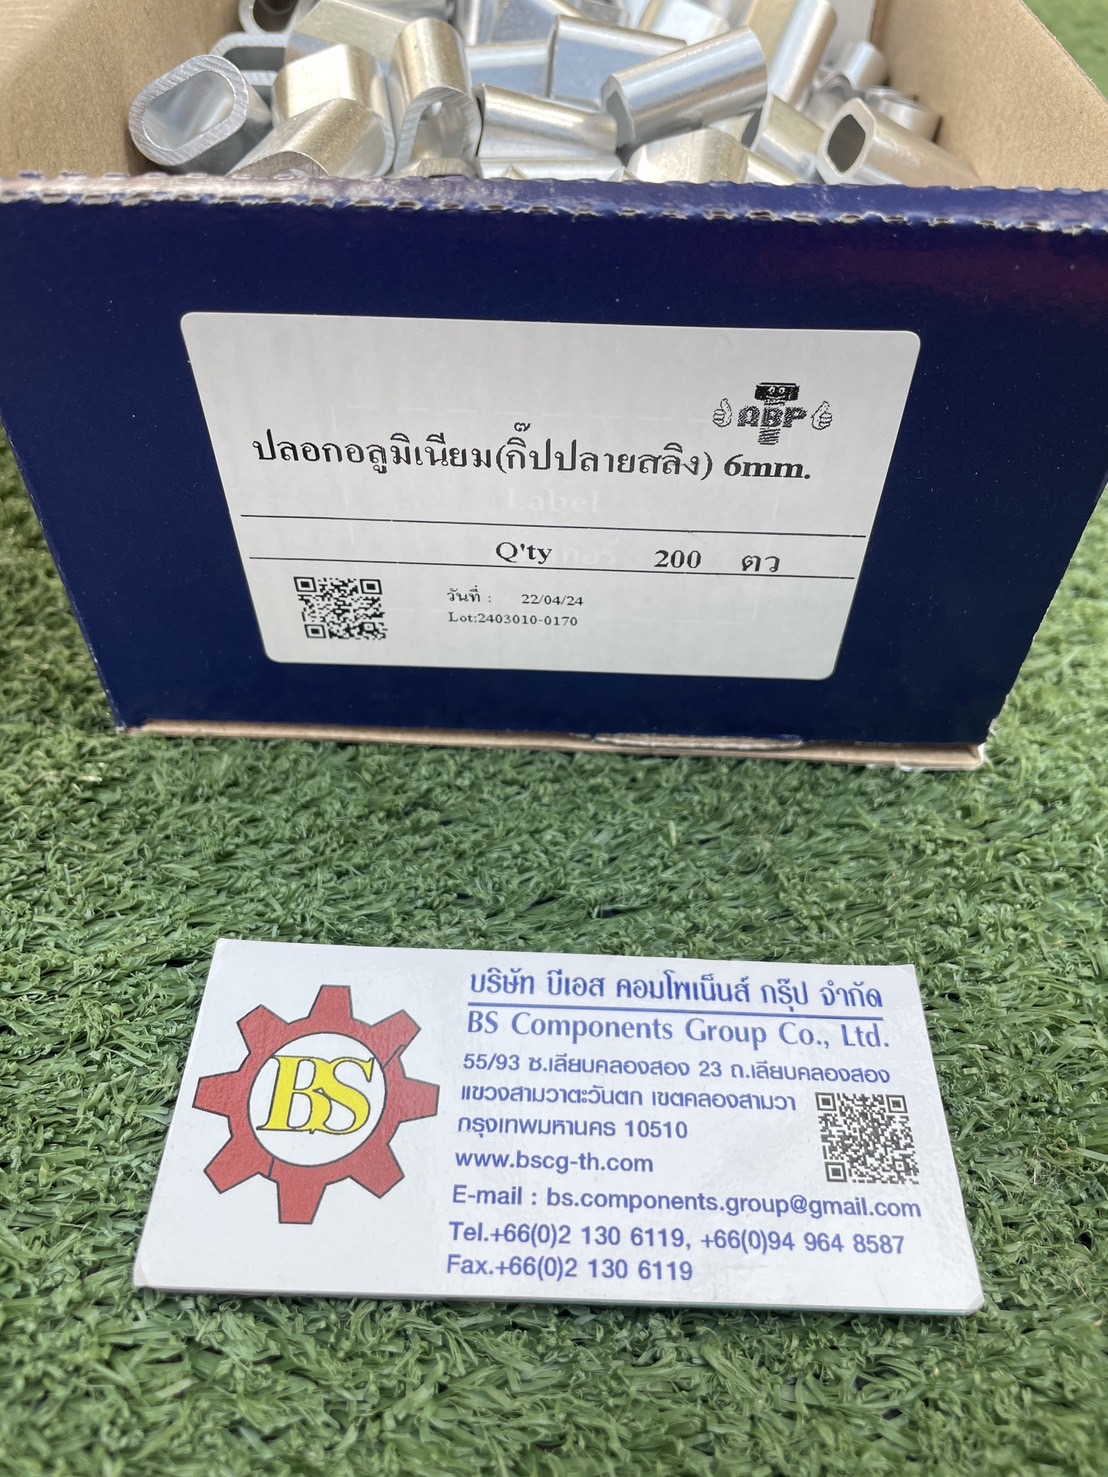 ABP
ปลอกอลูมิเนียม(กิ๊ปปลายสลิง) 6mm.
Label
Q'ty 200 ตัว
วันที่ : 22/04/24
Lot:2403010-0170
BS
บริษัท บีเอส คอมโพเน็นส์ กรุ๊ป จำกัด
BS Components Group Co., Ltd.
55/93 ซ.เลียบคลองสอง 23 ถ.เลียบคลองสอง
แขวงสามวาตะวันตก เขตคลองสามวา
กรุงเทพมหานคร 10510
www.bscg-th.com
E-mail : bs.components.group@gmail.com
Tel.+66(0)2 130 6119, +66(0)94 964 8587
Fax.+66(0)2 130 6119